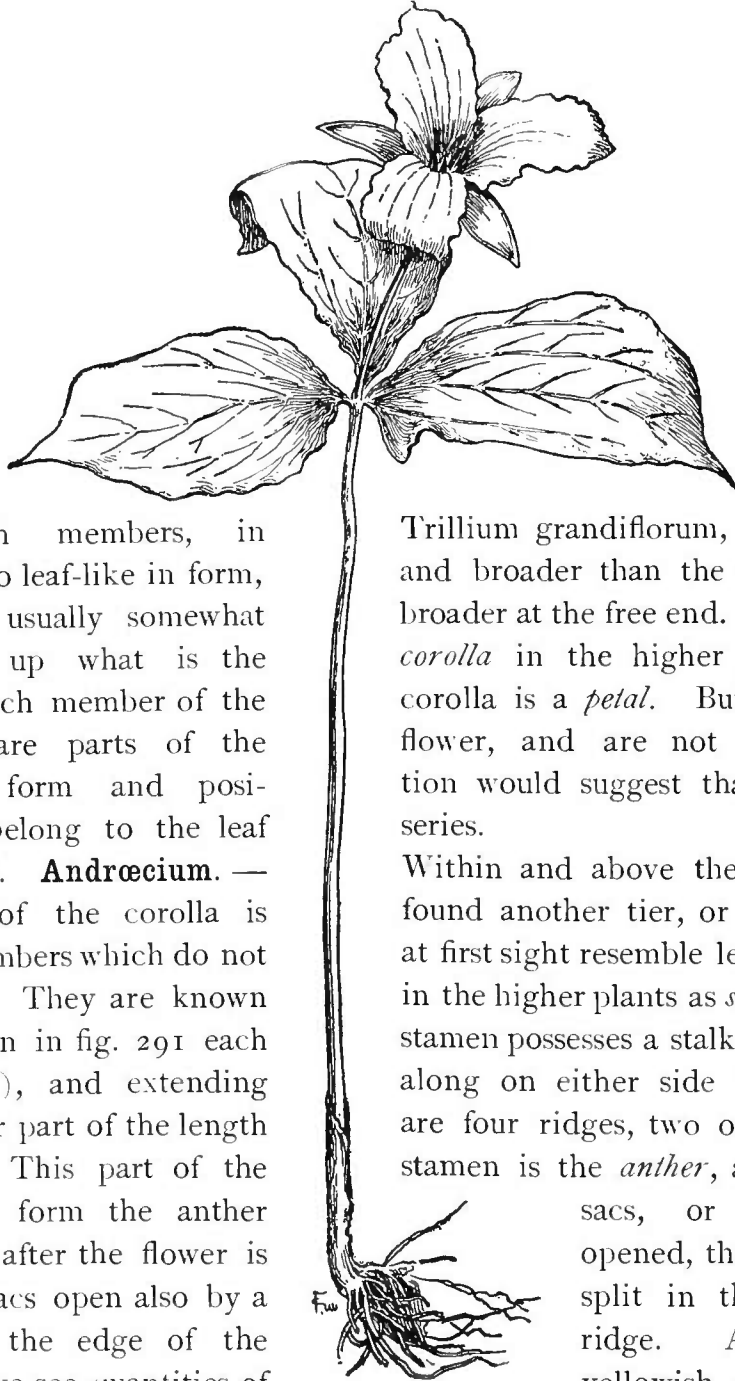 members, in Trillium grandiflorum,
o leaf-like in form, and broader than the
usually somewhat broader at the free end.
up what is the corolla in the higher
ch member of the corolla is a petal. Bu
are parts of the flower, and are not
form and posi- tion would suggest tha
elong to the leaf series.
. Andrœcium. — Within and above the
of the corolla is found another tier, or
mbers which do not at first sight resemble le
They are known in the higher plants as s
n in fig. 291 each stamen possesses a stalk
), and extending along on either side
r part of the length are four ridges, two o
This part of the stamen is the anther,
form the anther sacs, or
after the flower is opened, th
acs open also by a split in th
the edge of the ridge.
quantities of yellowish